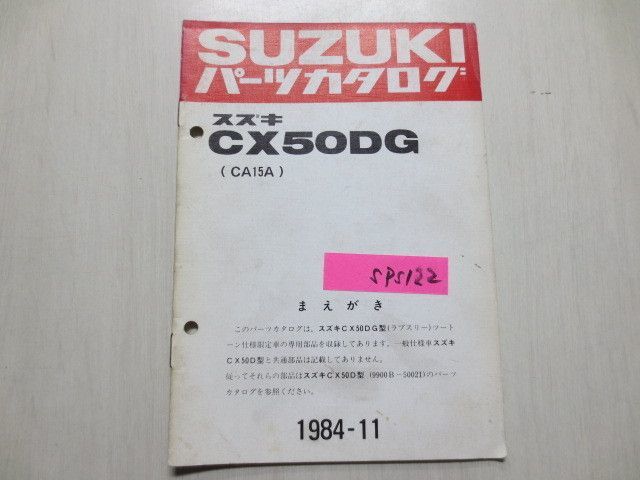 SUZUKI
パーツカタログ
スズキ
CX50DG
(CA15A)
SPS122
まえがき
このパーツカタログは、スズキCX50DG型(ラブスリー)ツート
ーン仕様限定車の専用部品を収録してあります。一般仕様車スズキ
CX50D型と共通部品は記載してありません。
従ってそれらの部品はスズキCX50D型 (9900B-50021)のパーツ
カタログを参照ください。
1984-11